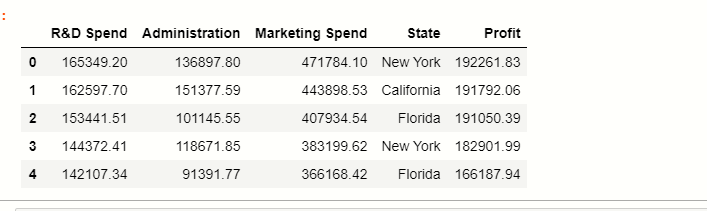 :
R&D Spend Administration Marketing Spend State Profit
0 165349.20 136897.80 471784.10 New York 192261.83
1 162597.70 151377.59 443898.53 California 191792.06
2 153441.51 101145.55 407934.54 Florida 191050.39
3 144372.41 118671.85 383199.62 New York 182901.99
4 142107.34 91391.77 366168.42 Florida 166187.94